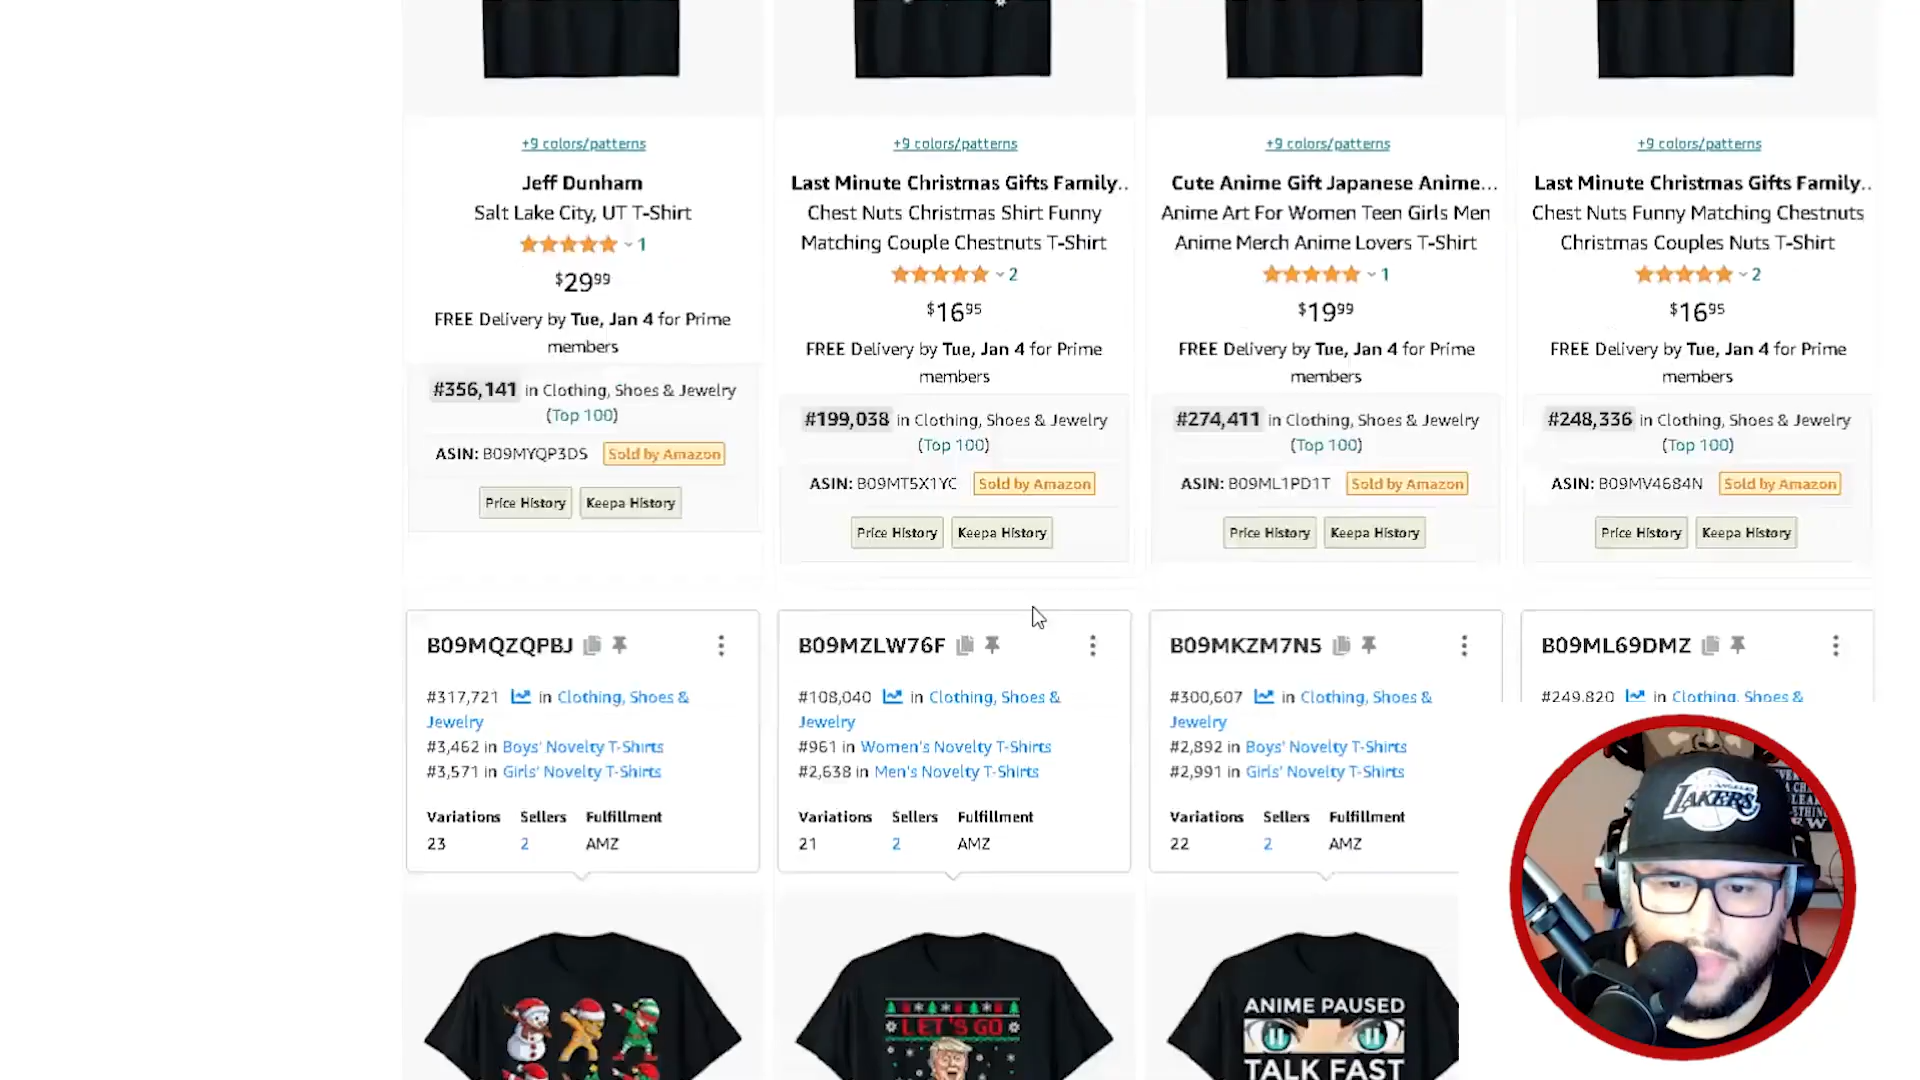 +9 colors/patterns
Jeff Dunham
Salt Lake City, UT T-Shirt
1
$2999
FREE Delivery by Tue, Jan 4 for Prime
members
#356,141 in Clothing, Shoes & Jewelry
(Top 100)
ASIN: B09MYQP3DS Sold by Amazon
Price History Keepa History
+9 colors/patterns
Last Minute Christmas Gifts Family..
Chest Nuts Christmas Shirt Funny
Matching Couple Chestnuts T-Shirt
2
$1695
FREE Delivery by Tue, Jan 4 for Prime
members
#199,038 in Clothing, Shoes & Jewelry
(Top 100)
ASIN: B09MT5X1YC Sold by Amazon
Price History Keepa History
+9 colors/patterns
Cute Anime Gift Japanese Anime...
Anime Art For Women Teen Girls Men
Anime Merch Anime Lovers T-Shirt
1
$1999
FREE Delivery by Tue, Jan 4 for Prime
members
#274,411 in Clothing, Shoes & Jewelry
(Top 100)
ASIN: B09ML1PD1T Sold by Amazon
Price History Keepa History
+9 colors/patterns
Last Minute Christmas Gifts Family..
Chest Nuts Funny Matching Chestnuts
Christmas Couples Nuts T-Shirt
2
$1695
FREE Delivery by Tue, Jan 4 for Prime
members
#248,336 in Clothing, Shoes & Jewelry
(Top 100)
ASIN: B09MV4684N Sold by Amazon
Price History Keepa History
B09MQZQPBJ
#317,721 in Clothing, Shoes &
Jewelry
#3,462 in Boys' Novelty T-Shirts
#3,571 in Girls' Novelty T-Shirts
Variations Sellers Fulfillment
23 2 AMZ
B09MZLW76F
#108,040 in Clothing, Shoes &
Jewelry
#961 in Women's Novelty T-Shirts
#2,638 in Men's Novelty T-Shirts
Variations Sellers Fulfillment
21 2 AMZ
LET'S GO
B09MKZM7N5
#300,607 in Clothing, Shoes &
Jewelry
#2,892 in Boys' Novelty T-Shirts
#2,991 in Girls' Novelty T-Shirts
Variations Sellers Fulfillment
22 2 AMZ
ANIME PAUSED
TALK FAST
B09ML69DMZ
#249,820 in Clothing, Shoes &
LAKERS